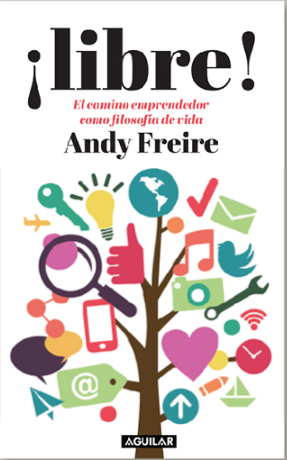 ¡libre!
El camino emprendedor
como filosofía de vida
Andy Freire
@
AGUILAR